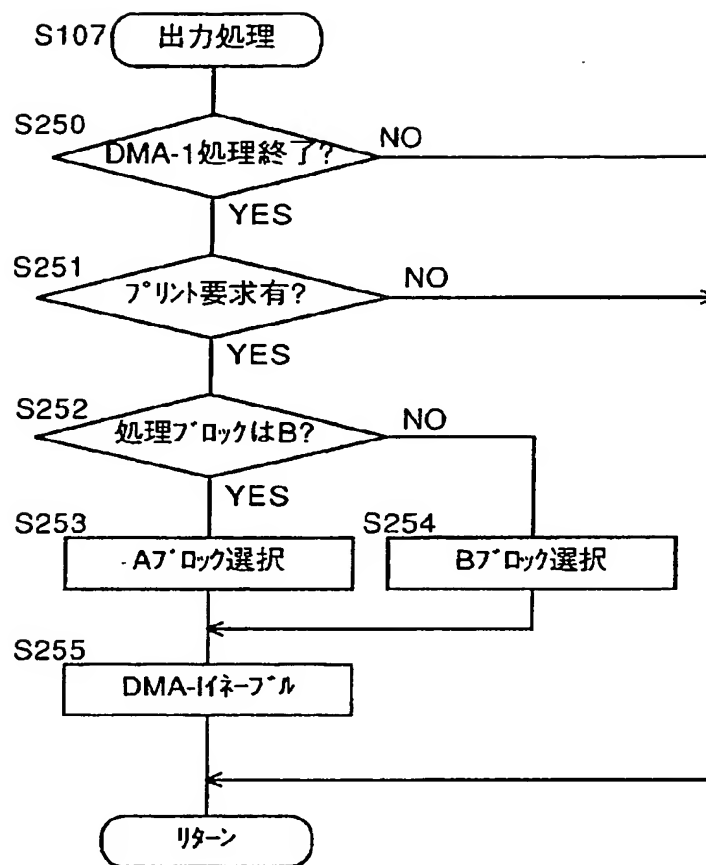 S107 出力処理
S250
DMA-1処理終了?
NO
YES
S251
プリント要求有?
NO
YES
S252
処理ブロックはB?
NO
YES
S253
Aブロック選択
S254
Bブロック選択
S255
DMA-Iイネーブル
リターン